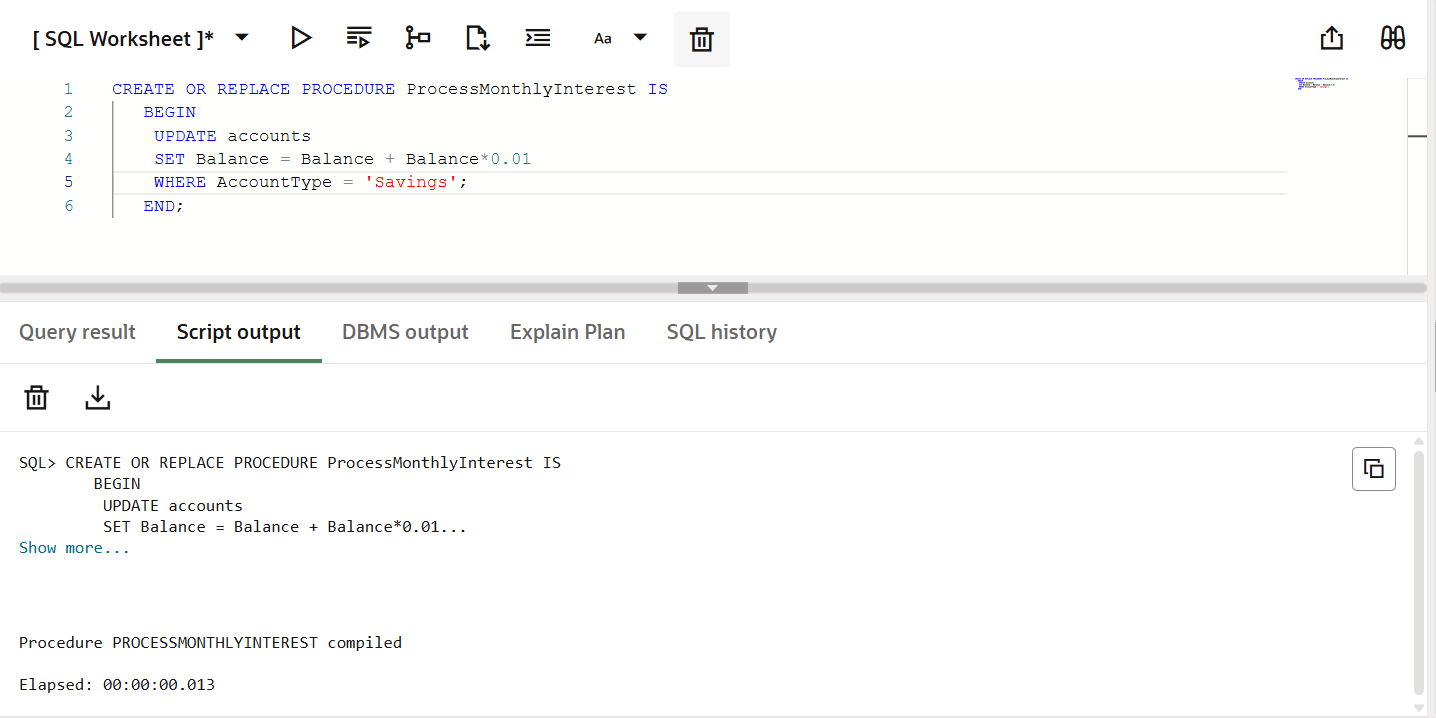 [ SQL Worksheet ]*
Aa
1 CREATE OR REPLACE PROCEDURE ProcessMonthlyInterest IS
2 BEGIN
3 UPDATE accounts
4 SET Balance = Balance + Balance*0.01
5 WHERE AccountType = 'Savings';
6 END;
Query result Script output DBMS output Explain Plan SQL history
SQL> CREATE OR REPLACE PROCEDURE ProcessMonthlyInterest IS
BEGIN
UPDATE accounts
SET Balance = Balance + Balance*0.01...
Show more...
Procedure PROCESSMONTHLYINTEREST compiled
Elapsed: 00:00:00.013